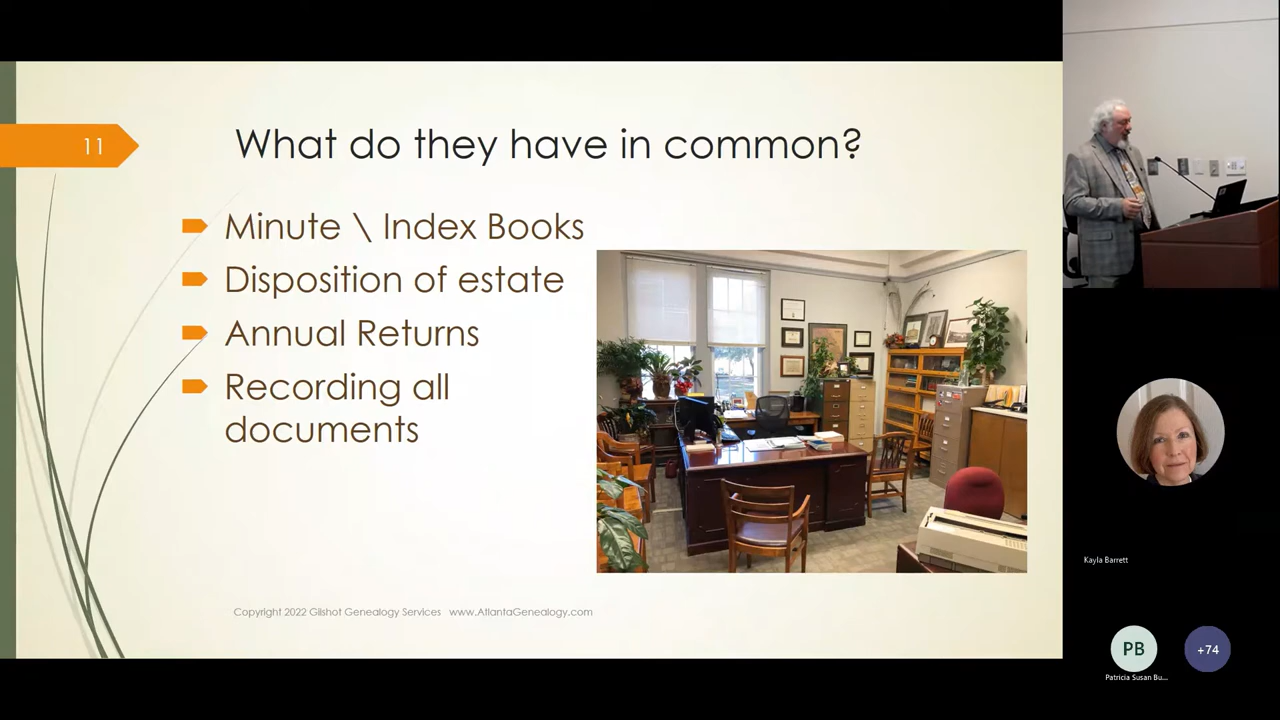 11
What do they have in common?
Minute \ Index Books
Disposition of estate
Annual Returns
Recording all
documents
Copyright 2022 Gilshot Genealogy Services www.AtlantaGenealogy.com
Kayla Barrett
PB
+74
Patricia Susan Bu...